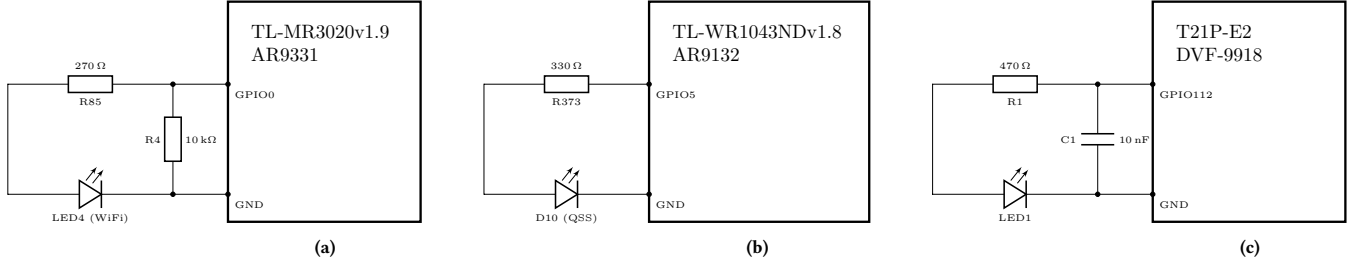 TL-MR3020v1.9
AR9331
270 Ω
R85
GPIO0
R4
10 kΩ
GND
LED4 (WiFi)
(a)
TL-WR1043NDv1.8
AR9132
330 Ω
R373
GPIO5
GND
D10 (QSS)
(b)
T21P-E2
DVF-9918
470 Ω
R1
GPIO112
C1
10 nF
GND
LED1
(c)